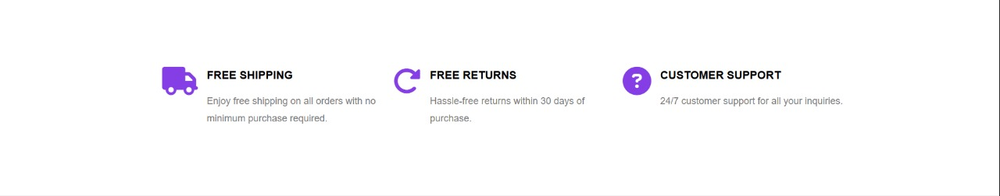 FREE SHIPPING
Enjoy free shipping on all orders with no
minimum purchase required.
FREE RETURNS
Hassle-free returns within 30 days of
purchase.
?
CUSTOMER SUPPORT
24/7 customer support for all your inquiries.